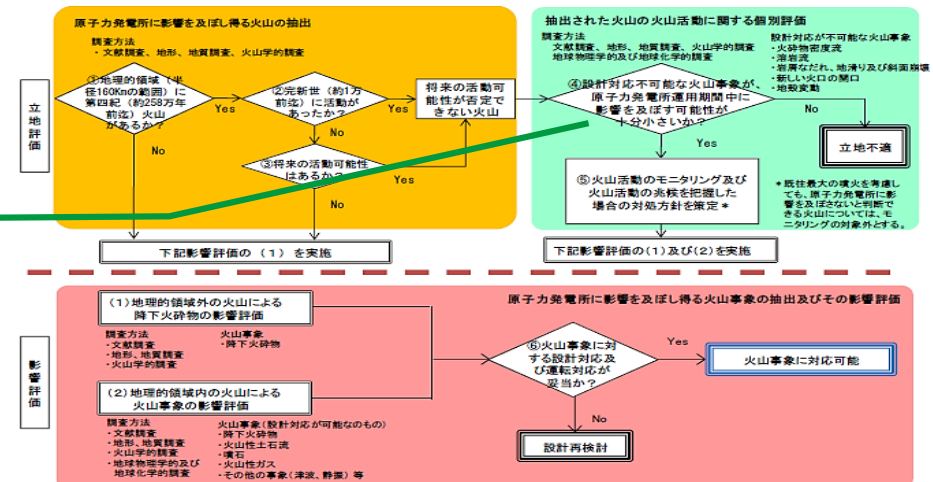 原子力発電所に影響を及ぼし得る火山の抽出
調査方法
・文献調査、地形、地質調査、火山学的調査
立地評価
①地理的領域（半
径160Kmの範囲）に
第四紀（約258万年
前迄）火山
があるか？
Yes
No
②完新世（約1万
前迄）に活動が
あったか？
Yes
No
③将来の活動可能性
はあるか？
Yes
No
将来の活動可
能性が否定で
きない火山
下記影響評価の（1）を実施
抽出された火山の火山活動に関する個別評価
調査方法
文献調査、地形、地質調査、火山学的調査
地球物理学的及び地球化学的調査
設計対応が不可能な火山事象
・火砕物密度流
・溶岩流
・岩屑なだれ、地滑り及び斜面崩壊
・新しい火口の開口
・地殻変動
④設計対応不可能な火山事象が、
原子力発電所運用期間中に
影響を及ぼす可能性が
十分小さいか？
No
Yes
立地不適
⑤火山活動のモニタリング及び
火山活動の兆候を把握した
場合の対処方針を策定＊
＊既往最大の噴火を考慮し
ても、原子力発電所に影
響を及ぼさないと判断で
きる火山については、モ
ニタリングの対象外とする。
下記影響評価の(1)及び(2)を実施
影響評価
原子力発電所に影響を及ぼし得る火山事象の抽出及びその影響評価
(1)地理的領域外の火山による
降下火砕物の影響評価
調査方法
・文献調査
・地形、地質調査
・火山学的調査
火山事象
・降下火砕物
(2)地理的領域内の火山による
火山事象の影響評価
調査方法
・文献調査
・地形、地質調査
・火山学的調査
・地球物理学的及び
地球化学的調査
火山事象(設計対応が可能なもの)
・降下火砕物
・火山性土石流
・噴石
・火山性ガス
・その他の事象(津波、静振) 等
⑥火山事象に対
する設計対応及
び運転対応が
妥当か？
Yes
No
火山事象に対応可能
設計再検討